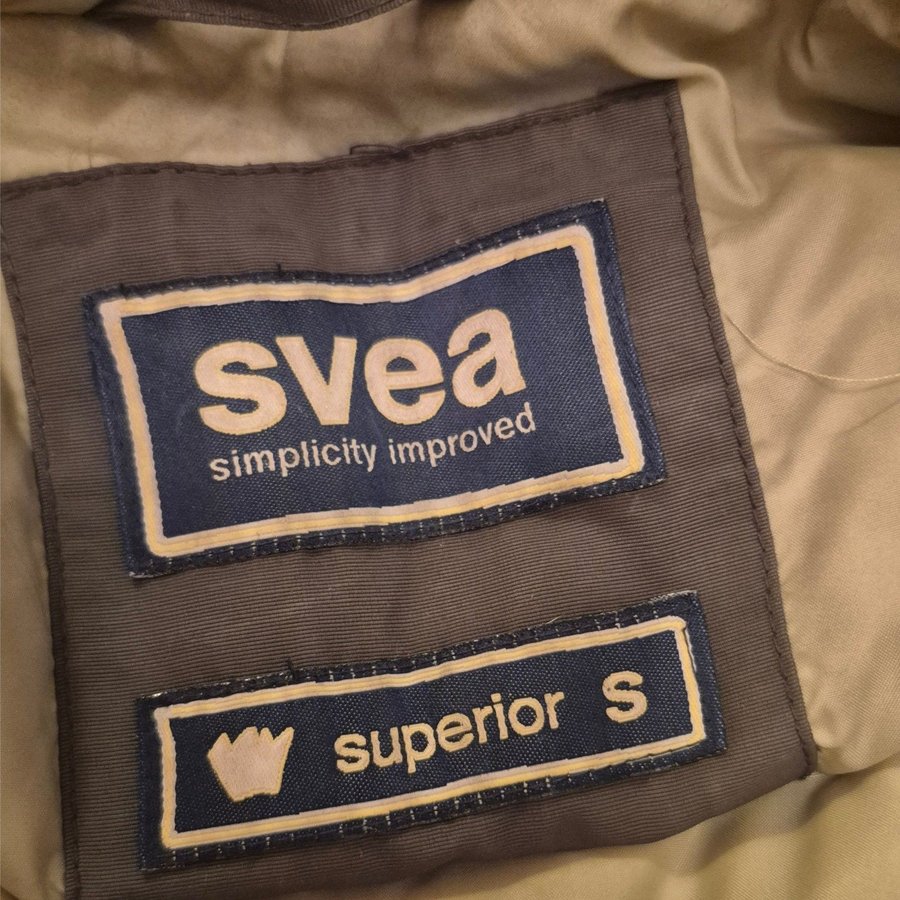 svea
simplicity improved
superior S